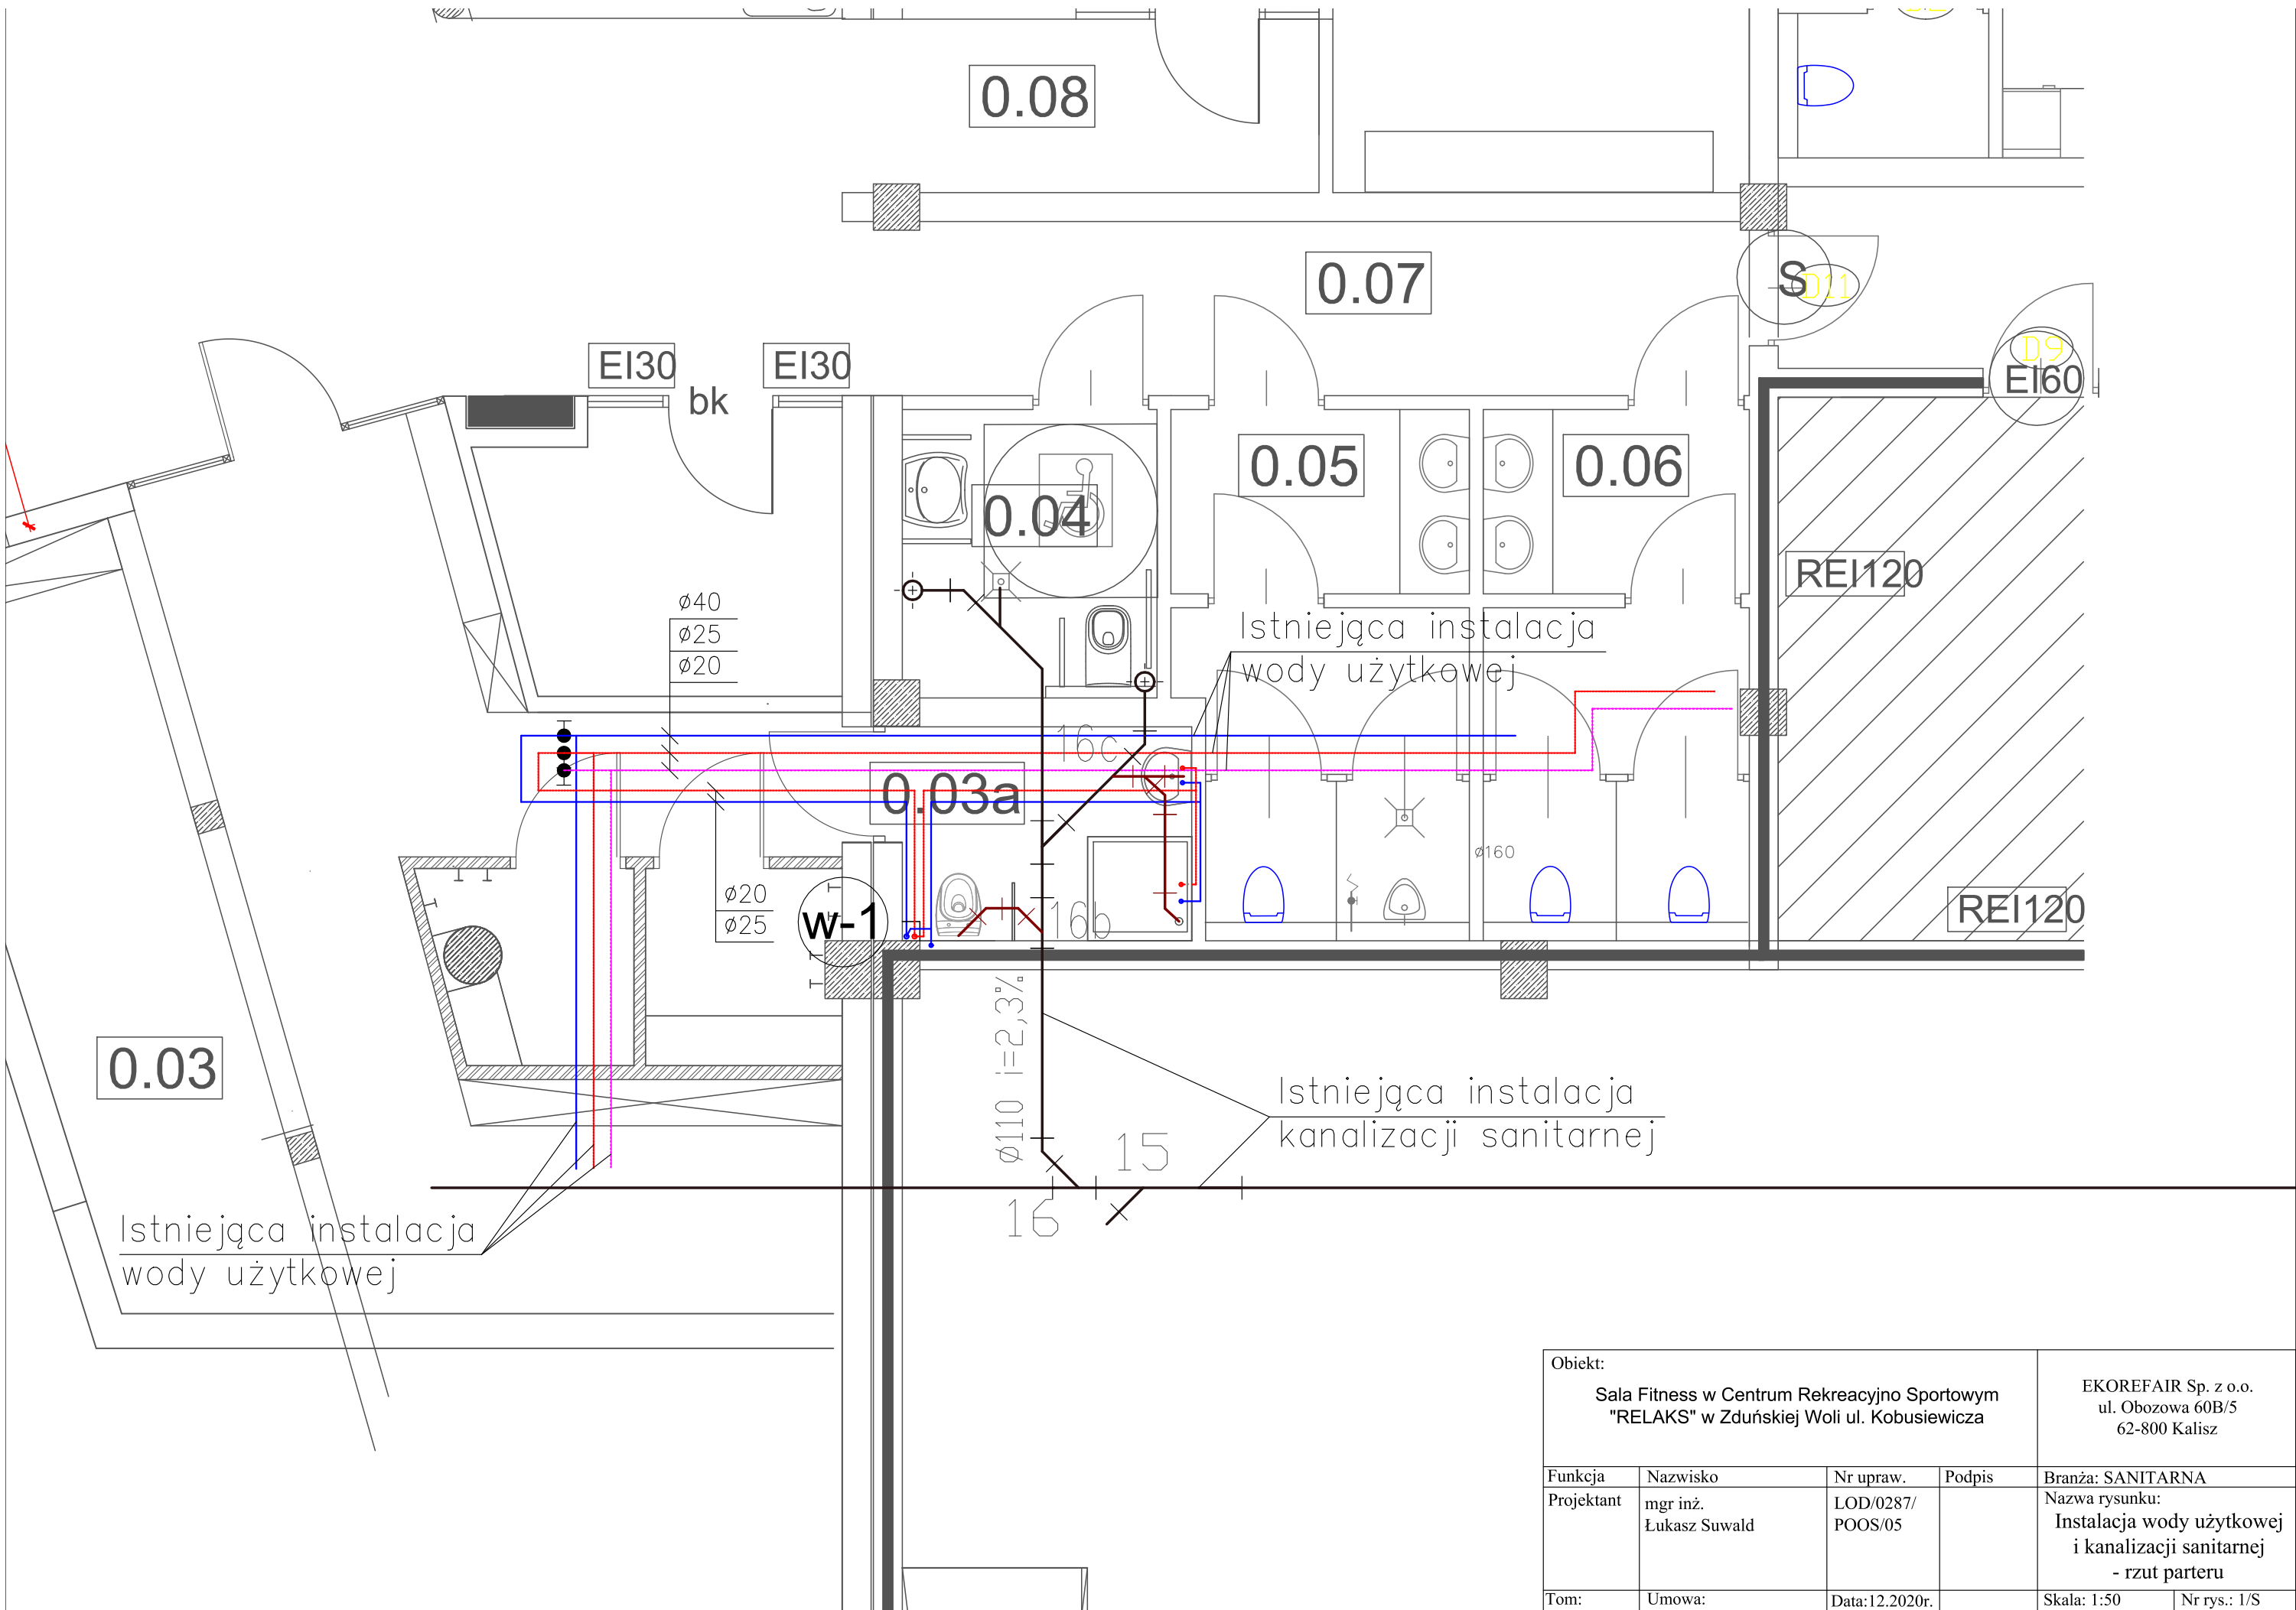 0.08
0.07
S
D11
D9
EI60
EI30
EI30
bk
0.05
0.06
0.04
REI120
ø40
ø25
ø20
Istniejąca instalacja
wody użytkowej
16c
0.03a
ø160
ø20
ø25
w-1
16b
REI120
ø110 i=2,3%
0.03
Istniejąca instalacja
kanalizacji sanitarnej
15
16
Istniejąca instalacja
wody użytkowej
Obiekt:
Sala Fitness w Centrum Rekreacyjno Sportowym
"RELAKS" w Zduńskiej Woli ul. Kobusiewicza
EKOREFAIR Sp. z o.o.
ul. Obozowa 60B/5
62-800 Kalisz
Funkcja Nazwisko Nr upraw. Podpis Branża: SANITARNA
Projektant mgr inż. Łukasz Suwald LOD/0287/ POOS/05
Nazwa rysunku:
Instalacja wody użytkowej
i kanalizacji sanitarnej
- rzut parteru
Tom: Umowa: Data:12.2020r. Skala: 1:50 Nr rys.: 1/S